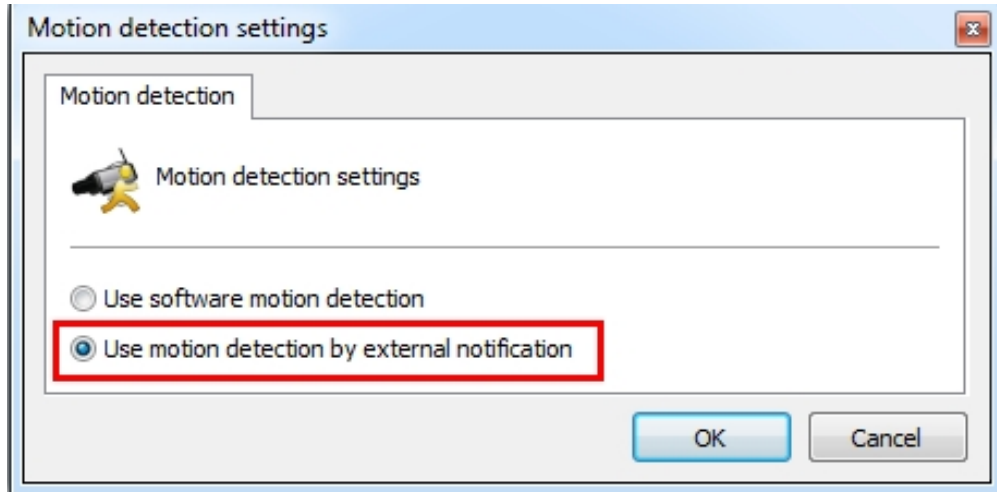 Motion detection settings
Motion detection
Motion detection settings
Use software motion detection
Use motion detection by external notification
OK
Cancel